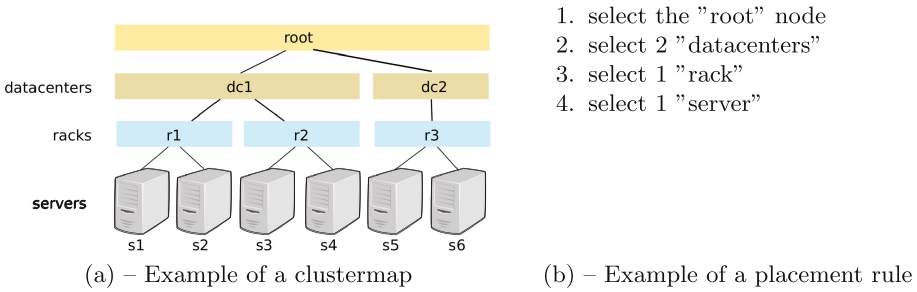 root
datacenters dc1 dc2
racks r1 r2 r3
servers
s1 s2 s3 s4 s5 s6
(a) – Example of a clustermap
1. select the ”root” node
2. select 2 ”datacenters”
3. select 1 ”rack”
4. select 1 ”server”
(b) – Example of a placement rule